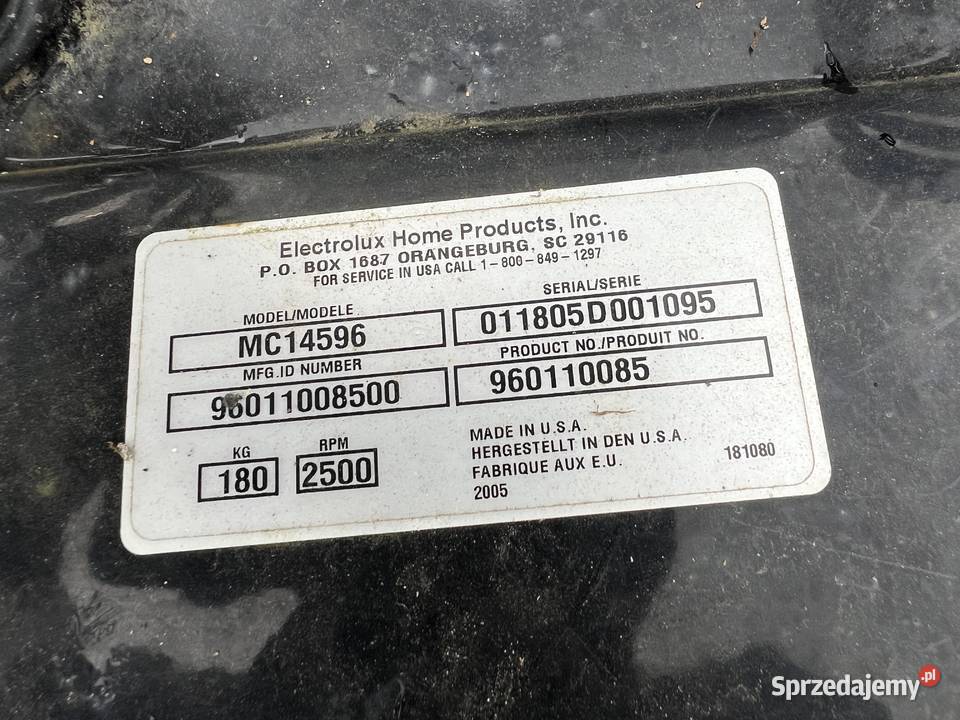 Electrolux Home Products, Inc.
P.O. BOX 1687 ORANGEBURG, SC 29116
FOR SERVICE IN USA CALL 1-800-849-1297
MODEL/MODELE
MC14596
SERIAL/SERIE
011805D001095
MFG.ID NUMBER
96011008500
PRODUCT NO./PRODUIT NO.
960110085
KG
180
RPM
2500
MADE IN U.S.A.
HERGESTELLT IN DEN U.S.A.
FABRIQUE AUX E.U.
2005
181080
Sprzedajemy.pl